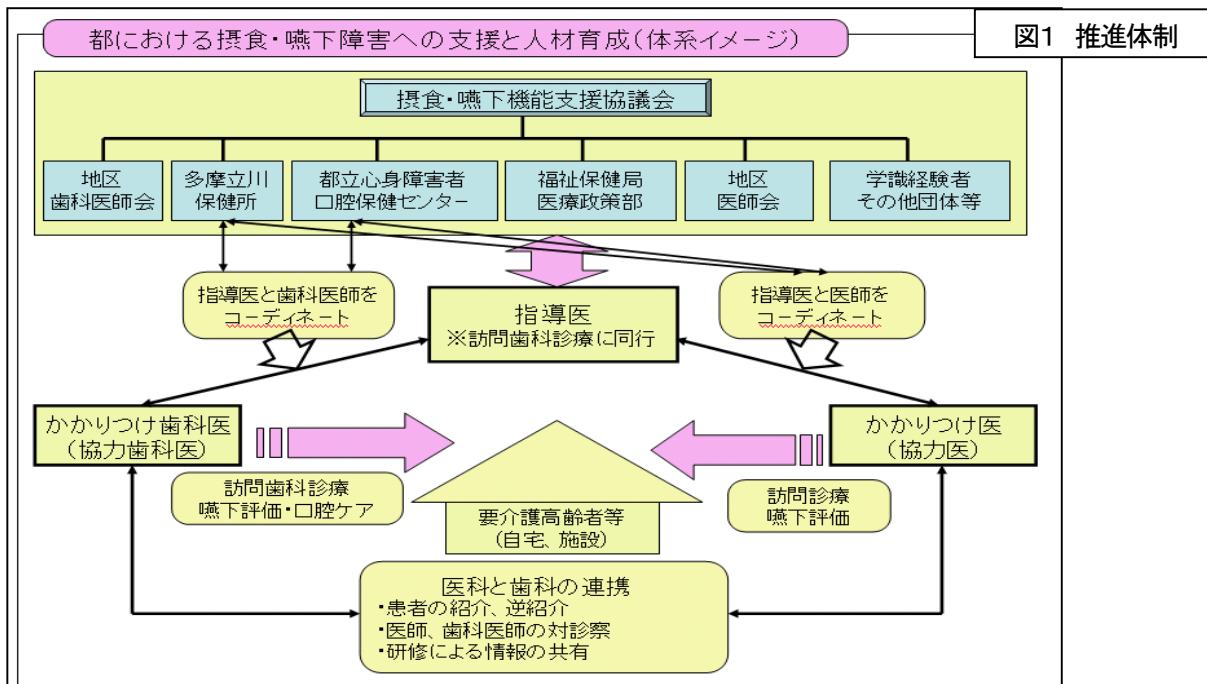 都における摂食・嚥下障害への支援と人材育成(体系イメージ)
図1 推進体制
摂食・嚥下機能支援協議会
地区
歯科医師会
多摩立川
保健所
都立心身障害者
口腔保健センター
福祉保健局
医療政策部
地区
医師会
学識経験者
その他団体等
指導医と歯科医師を
コーディネート
指導医
※訪問歯科診療に同行
指導医と医師を
コーディネート
かかりつけ歯科医
(協力歯科医)
かかりつけ医
(協力医)
訪問歯科診療
嚥下評価・口腔ケア
訪問診療
嚥下評価
要介護高齢者等
(自宅、施設)
医科と歯科の連携
・患者の紹介、逆紹介
・医師、歯科医師の対診察
・研修による情報の共有